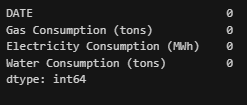 DATE 0
Gas Consumption (tons) 0
Electricity Consumption (MWh) 0
Water Consumption (tons) 0
dtype: int64